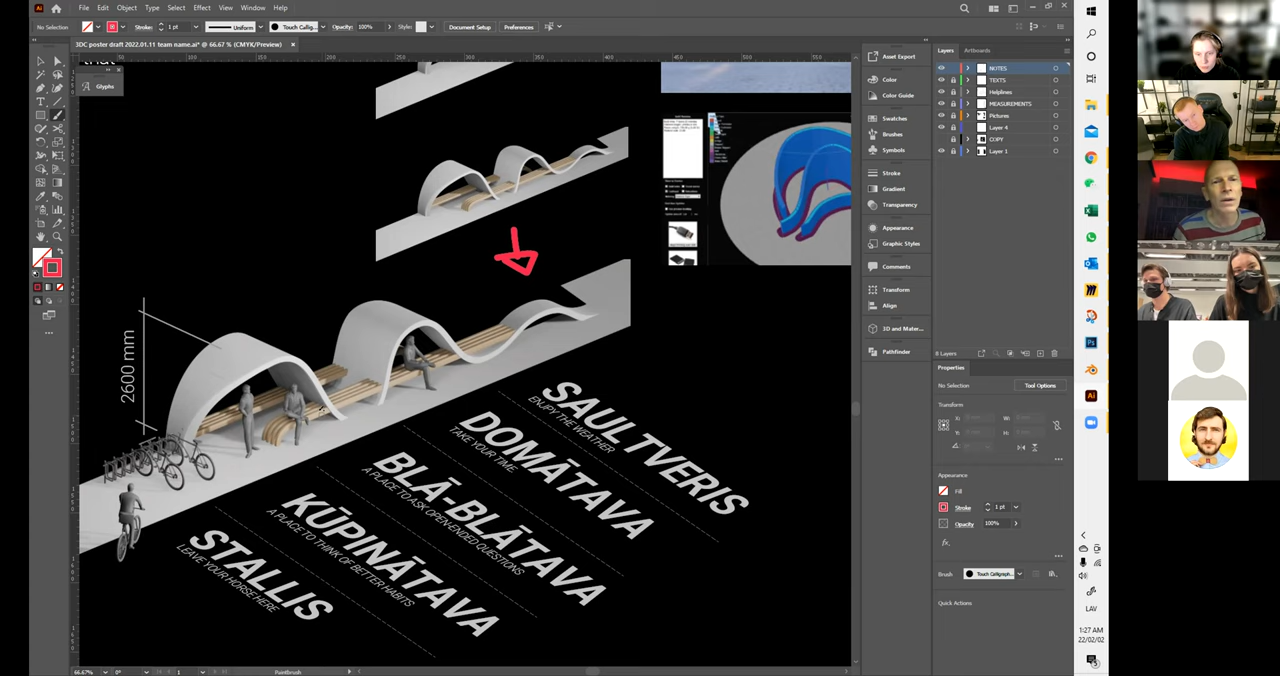 File Edit Object Type Select Effect View Window Help
No Selection Stroke: 1 pt Uniform Touch Callig... Opacity: 100% Style: Document Setup Preferences
3DC poster draft 2022.01.11 team name.ai* @ 66.67 % (CMYK/Preview)
Glyphs
2600 mm
SAULTVERIS
ENJPY THE WEATHER
DOMĀTAVA
TAKE YOUR TIME
BLĀ-BLĀTAVA
A PLACE TO ASK OPEN-ENDED QUESTIONS
KŪPINĀTAVA
A PLACE TO THINK OF BETTER HABITS
STALLIS
LEAVE YOUR HORSE HERE
66.67% 0° 1 Paintbrush
Asset Export
Color
Color Guide
Swatches
Brushes
Symbols
Stroke
Gradient
Transparency
Appearance
Graphic Styles
Comments
Transform
Align
3D and Mater...
Pathfinder
Layers Artboards
NOTES
TEXTS
Helplines
MEASUREMENTS
Pictures
Layer 4
COPY
Layer 1
8 Layers
Properties
No Selection Tool Options
Transform
X: W:
Y: H:
Appearance
Fill
Stroke 1 pt
Opacity 100%
fx.
Brush Touch Calligr...
Quick Actions
LAV
1:27 AM
22/02/02